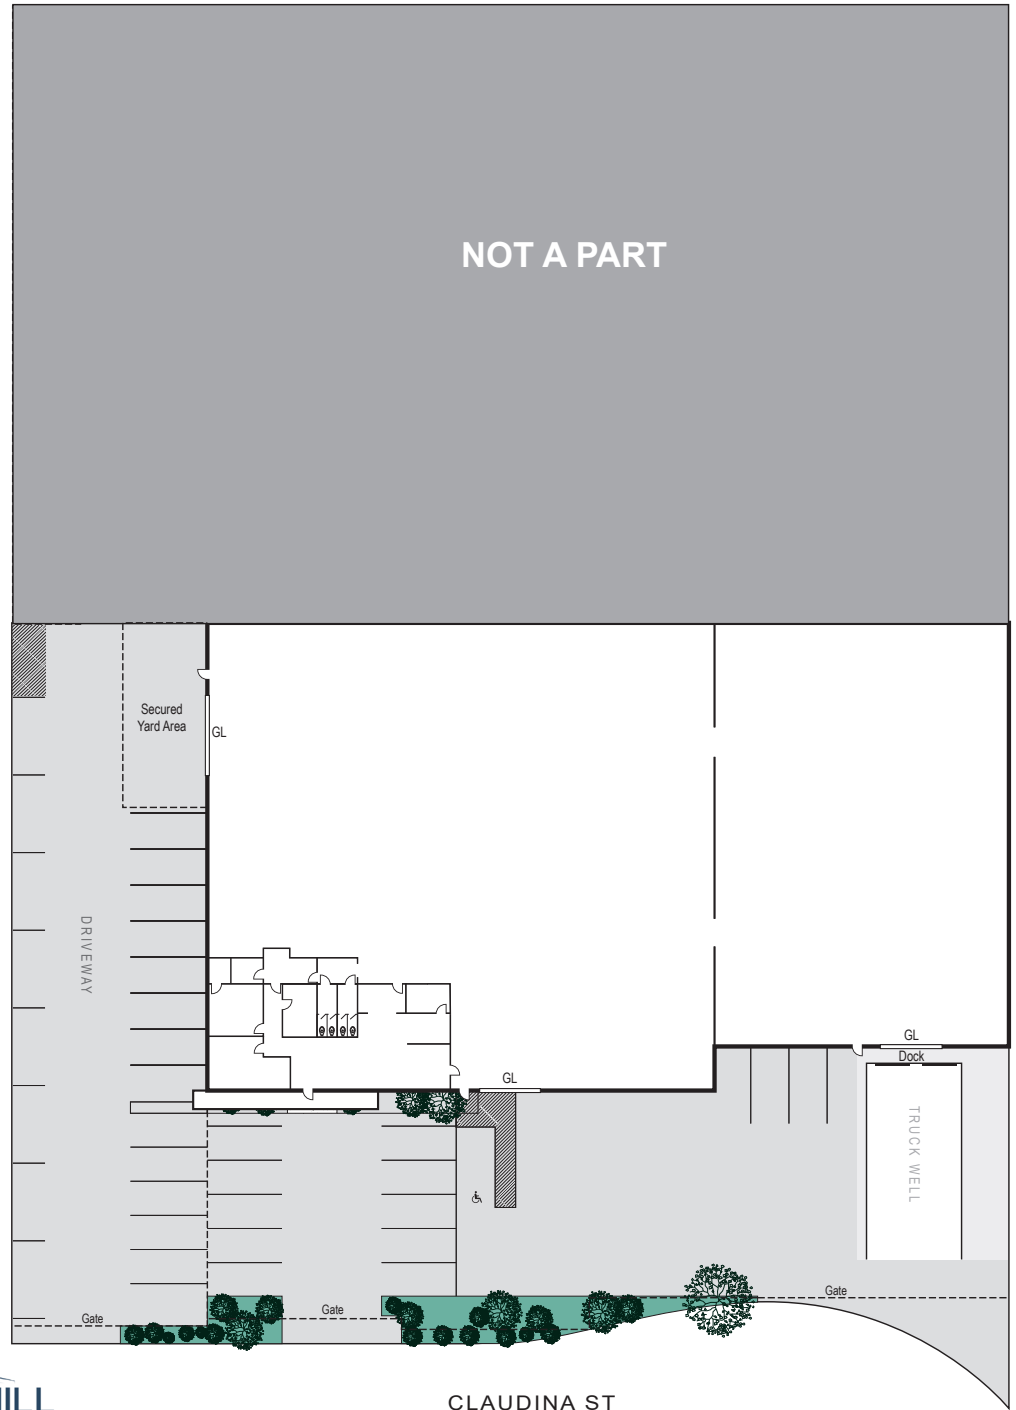 NOT A PART
Secured
Yard Area
GL
DRIVEWAY
GL
Dock
GL
TRUCK WELL
Gate
Gate
Gate
CLAUDINA ST